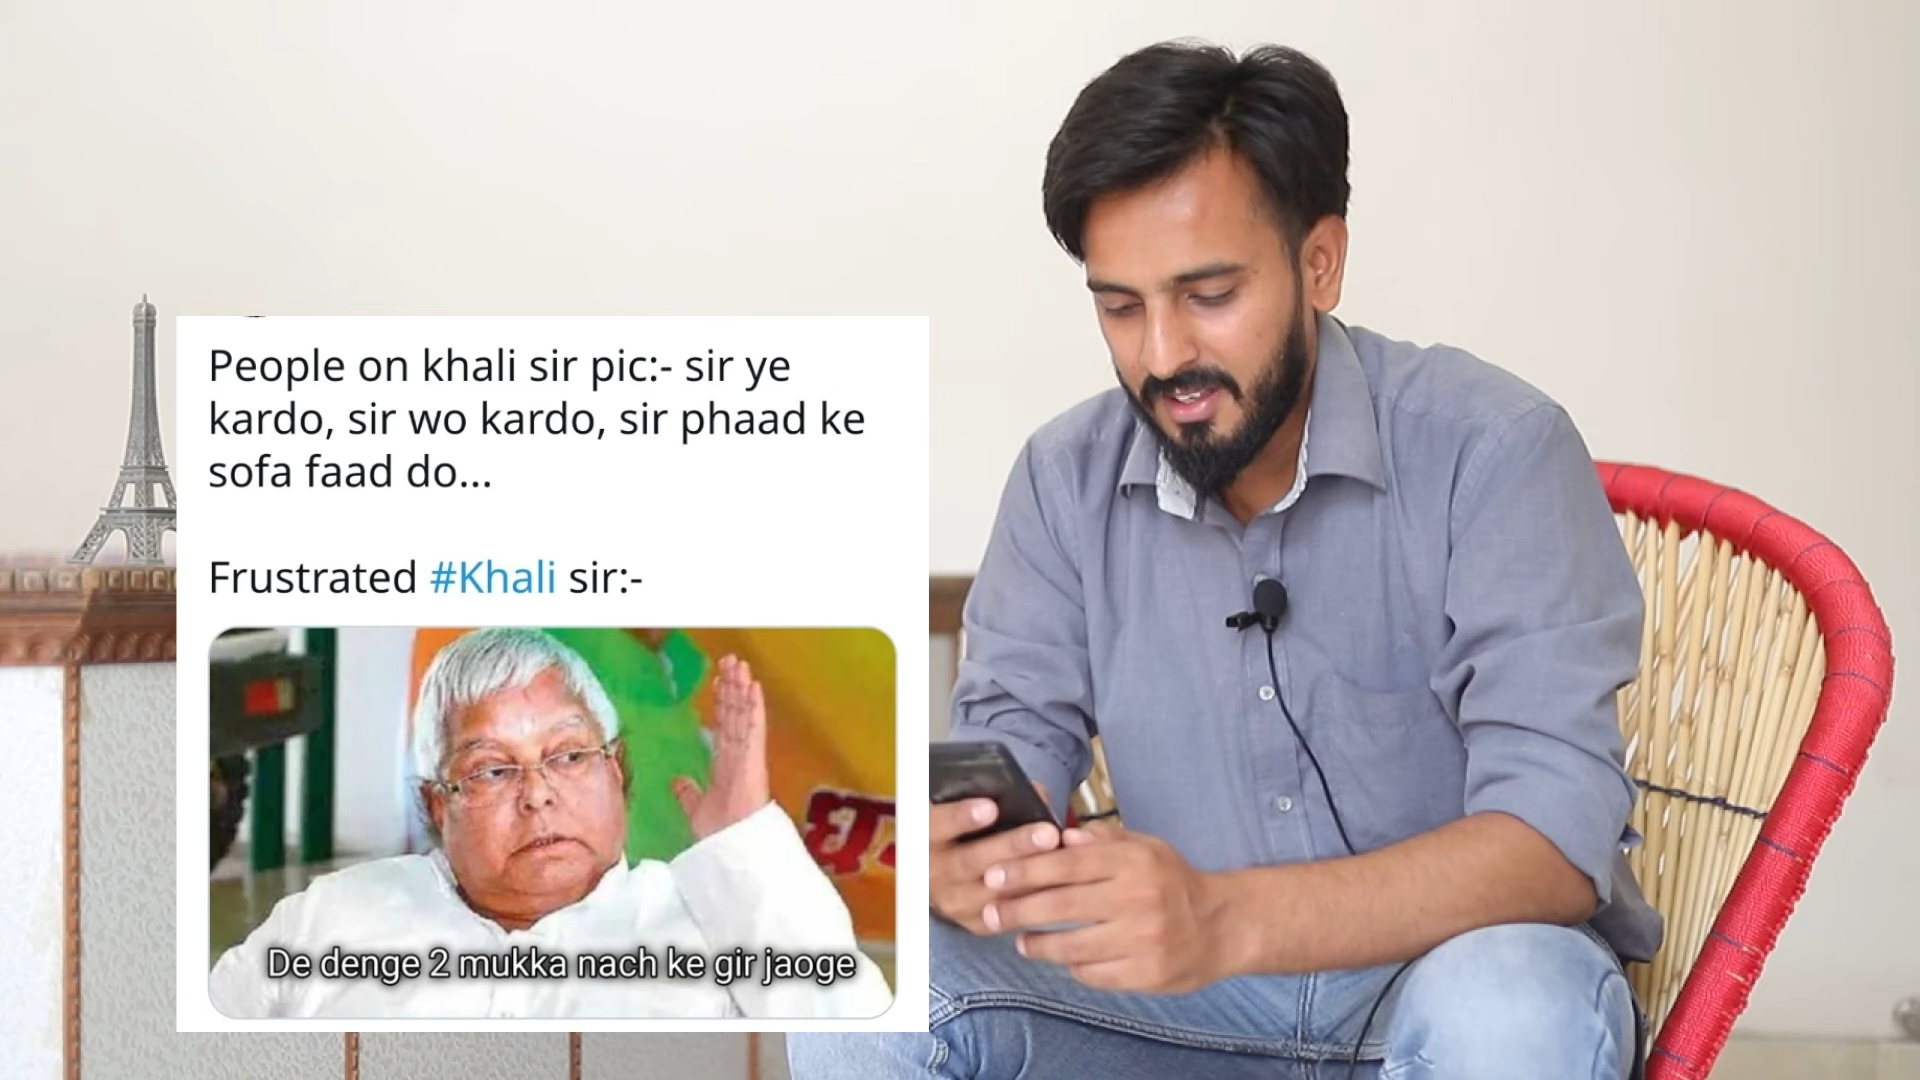 People on khali sir pic:- sir ye
kardo, sir wo kardo, sir phaad ke
sofa faad do...
Frustrated #Khali sir:-
De denge 2 mukka nach ke gir jaoge